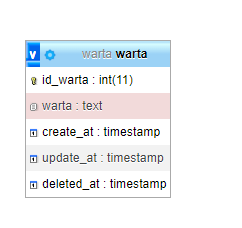 v warta warta
id_warta : int(11)
warta : text
create_at : timestamp
update_at : timestamp
deleted_at : timestamp